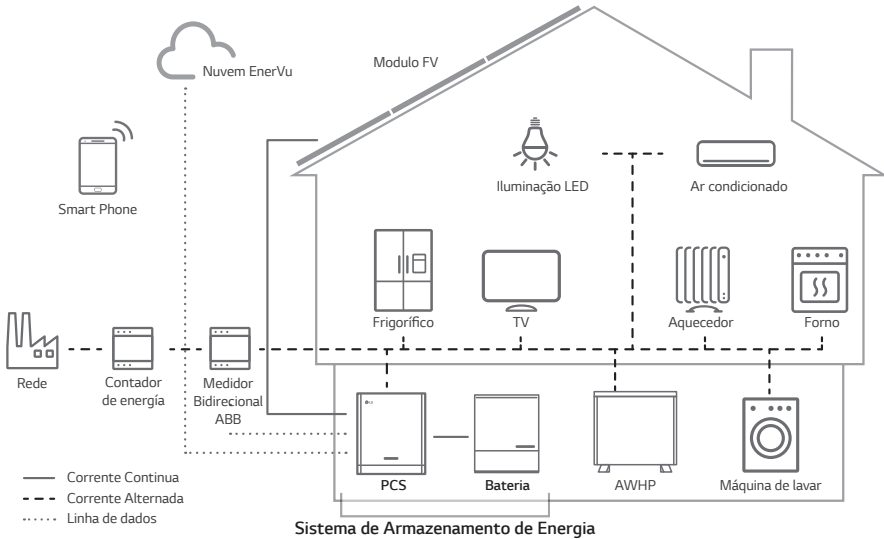 Nuvem EnerVu
Modulo FV
Smart Phone
Iluminação LED
Ar condicionado
Frigorífico
TV
Aquecedor
Forno
Rede
Contador
de energía
Medidor
Bidirecional
ABB
LG
PCS
Bateria
AWHP
Máquina de lavar
Corrente Continua
Corrente Alternada
Linha de dados
Sistema de Armazenamento de Energia